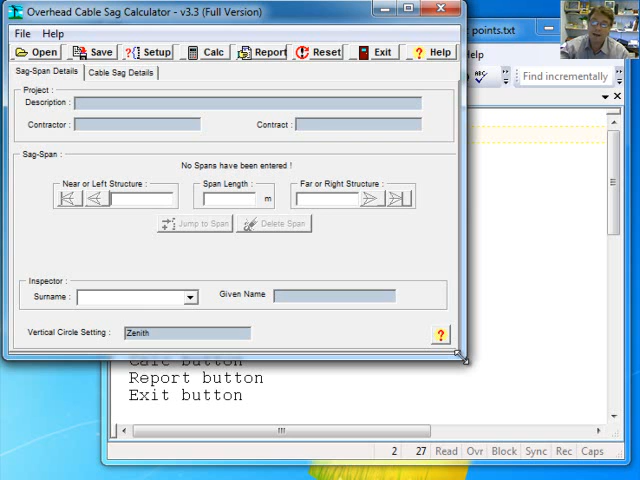 Overhead Cable Sag Calculator - v3.3 (Full Version)
points.txt
File Help
Help
Open Save Setup Calc Report Reset Exit Help
ABC
Find incrementally
Sag-Span Details Cable Sag Details
Project :
Description :
Contractor : Contract :
Sag-Span :
No Spans have been entered !
Near or Left Structure : Span Length : Far or Right Structure :
m
Jump to Span Delete Span
Inspector :
Surname : Given Name
Vertical Circle Setting : Zenith
Calc button
Report button
Exit button
2 27 Read Ovr Block Sync Rec Caps